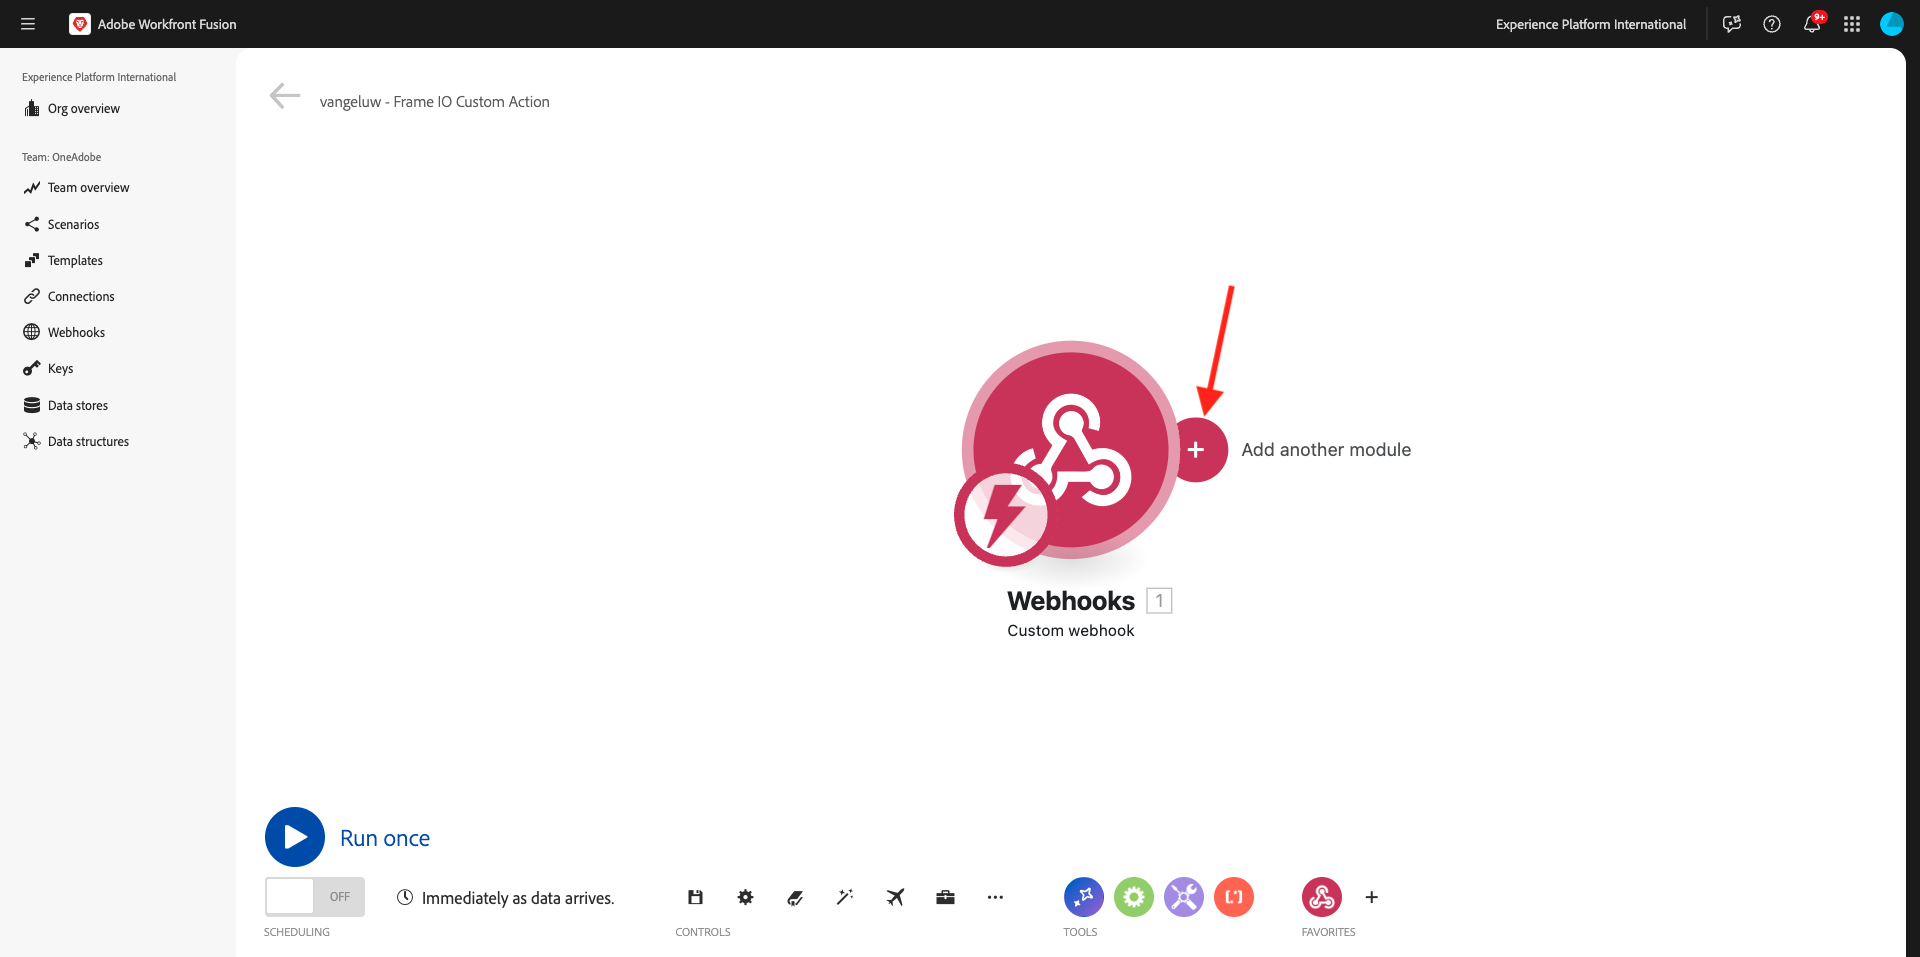 Adobe Workfront Fusion
Experience Platform International
9+
Experience Platform International
Org overview
Team: OneAdobe
Team overview
Scenarios
Templates
Connections
Webhooks
Keys
Data stores
Data structures
vangeluw - Frame IO Custom Action
Add another module
Webhooks 1
Custom webhook
Run once
OFF
Immediately as data arrives.
SCHEDULING
CONTROLS
TOOLS
FAVORITES